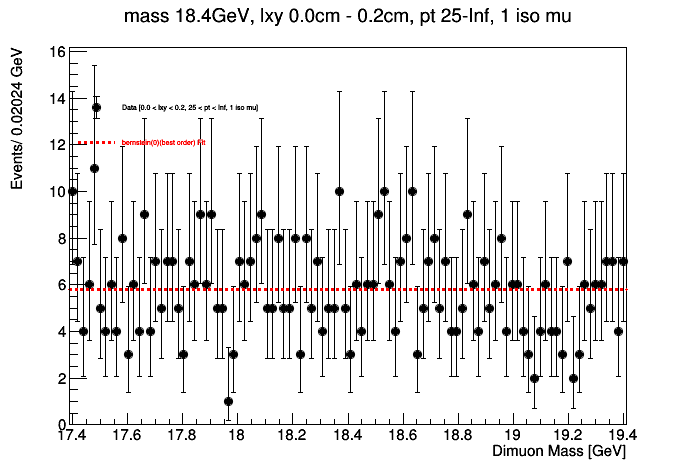 mass 18.4GeV, lxy 0.0cm - 0.2cm, pt 25-Inf, 1 iso mu
Events/ 0.02024 GeV
16
14
12
10
8
6
4
2
0
Data [0.0 < lxy < 0.2, 25 < pt < Inf, 1 iso mu]
bernstein(0)(best order) Fit
17.4 17.6 17.8 18 18.2 18.4 18.6 18.8 19 19.2 19.4
Dimuon Mass [GeV]